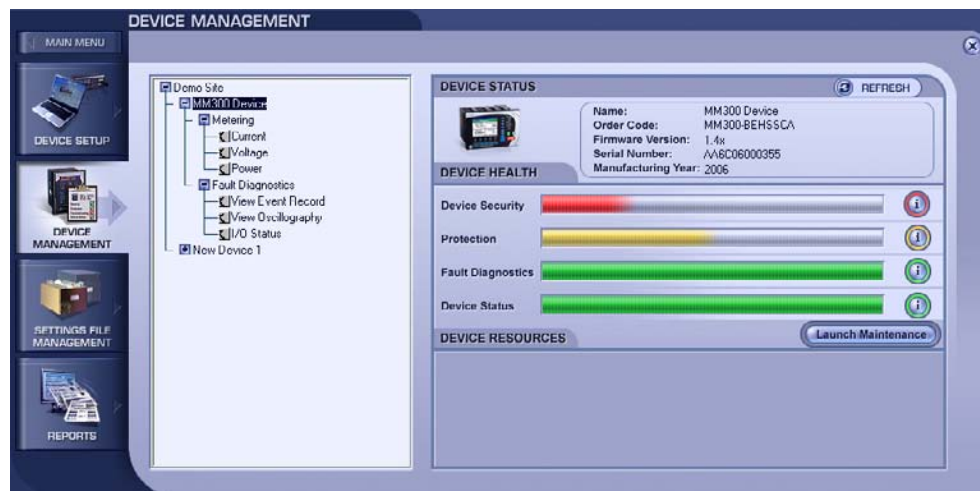 DEVICE MANAGEMENT
MAIN MENU
DEVICE SETUP
DEVICE
MANAGEMENT
SETTINGS FILE
MANAGEMENT
REPORTS
Demo Site
MM300 Device
Metering
Current
Voltage
Power
Fault Diagnostics
View Event Record
View Oscillography
I/O Status
New Device 1
DEVICE STATUS
REFRESH
Name: MM300 Device
Order Code: MM300-BEHSSCA
Firmware Version: 1.4x
Serial Number: AA6C06000355
Manufacturing Year: 2006
DEVICE HEALTH
Device Security
Protection
Fault Diagnostics
Device Status
DEVICE RESOURCES
Launch Maintenance